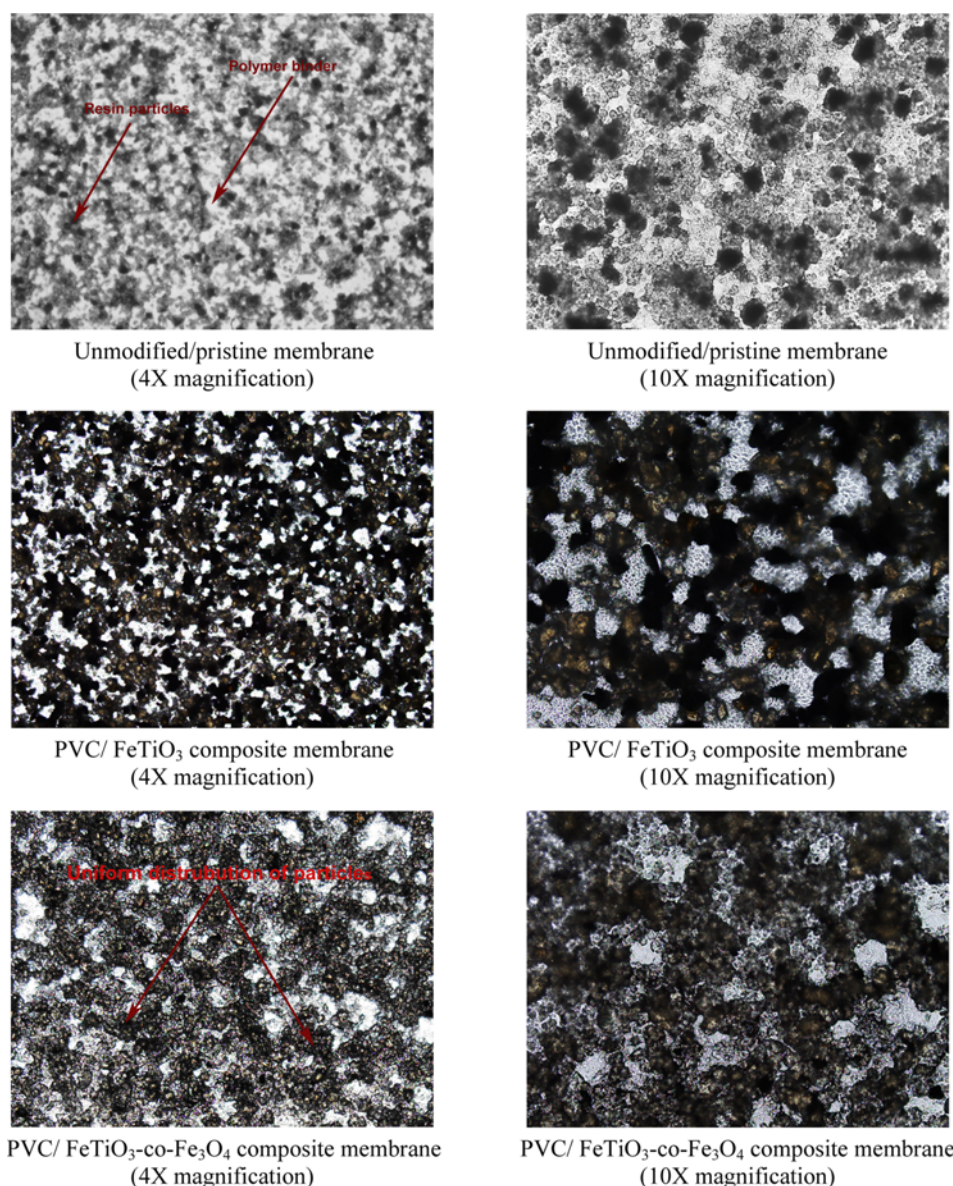 Polymer binder
Resin particles
Unmodified/pristine membrane
(4X magnification)
Unmodified/pristine membrane
(10X magnification)
PVC/ FeTiO₃ composite membrane
(4X magnification)
PVC/ FeTiO₃ composite membrane
(10X magnification)
Uniform distrubution of particles
PVC/ FeTiO₃-co-Fe₃O₄ composite membrane
(4X magnification)
PVC/ FeTiO₃-co-Fe₃O₄ composite membrane
(10X magnification)